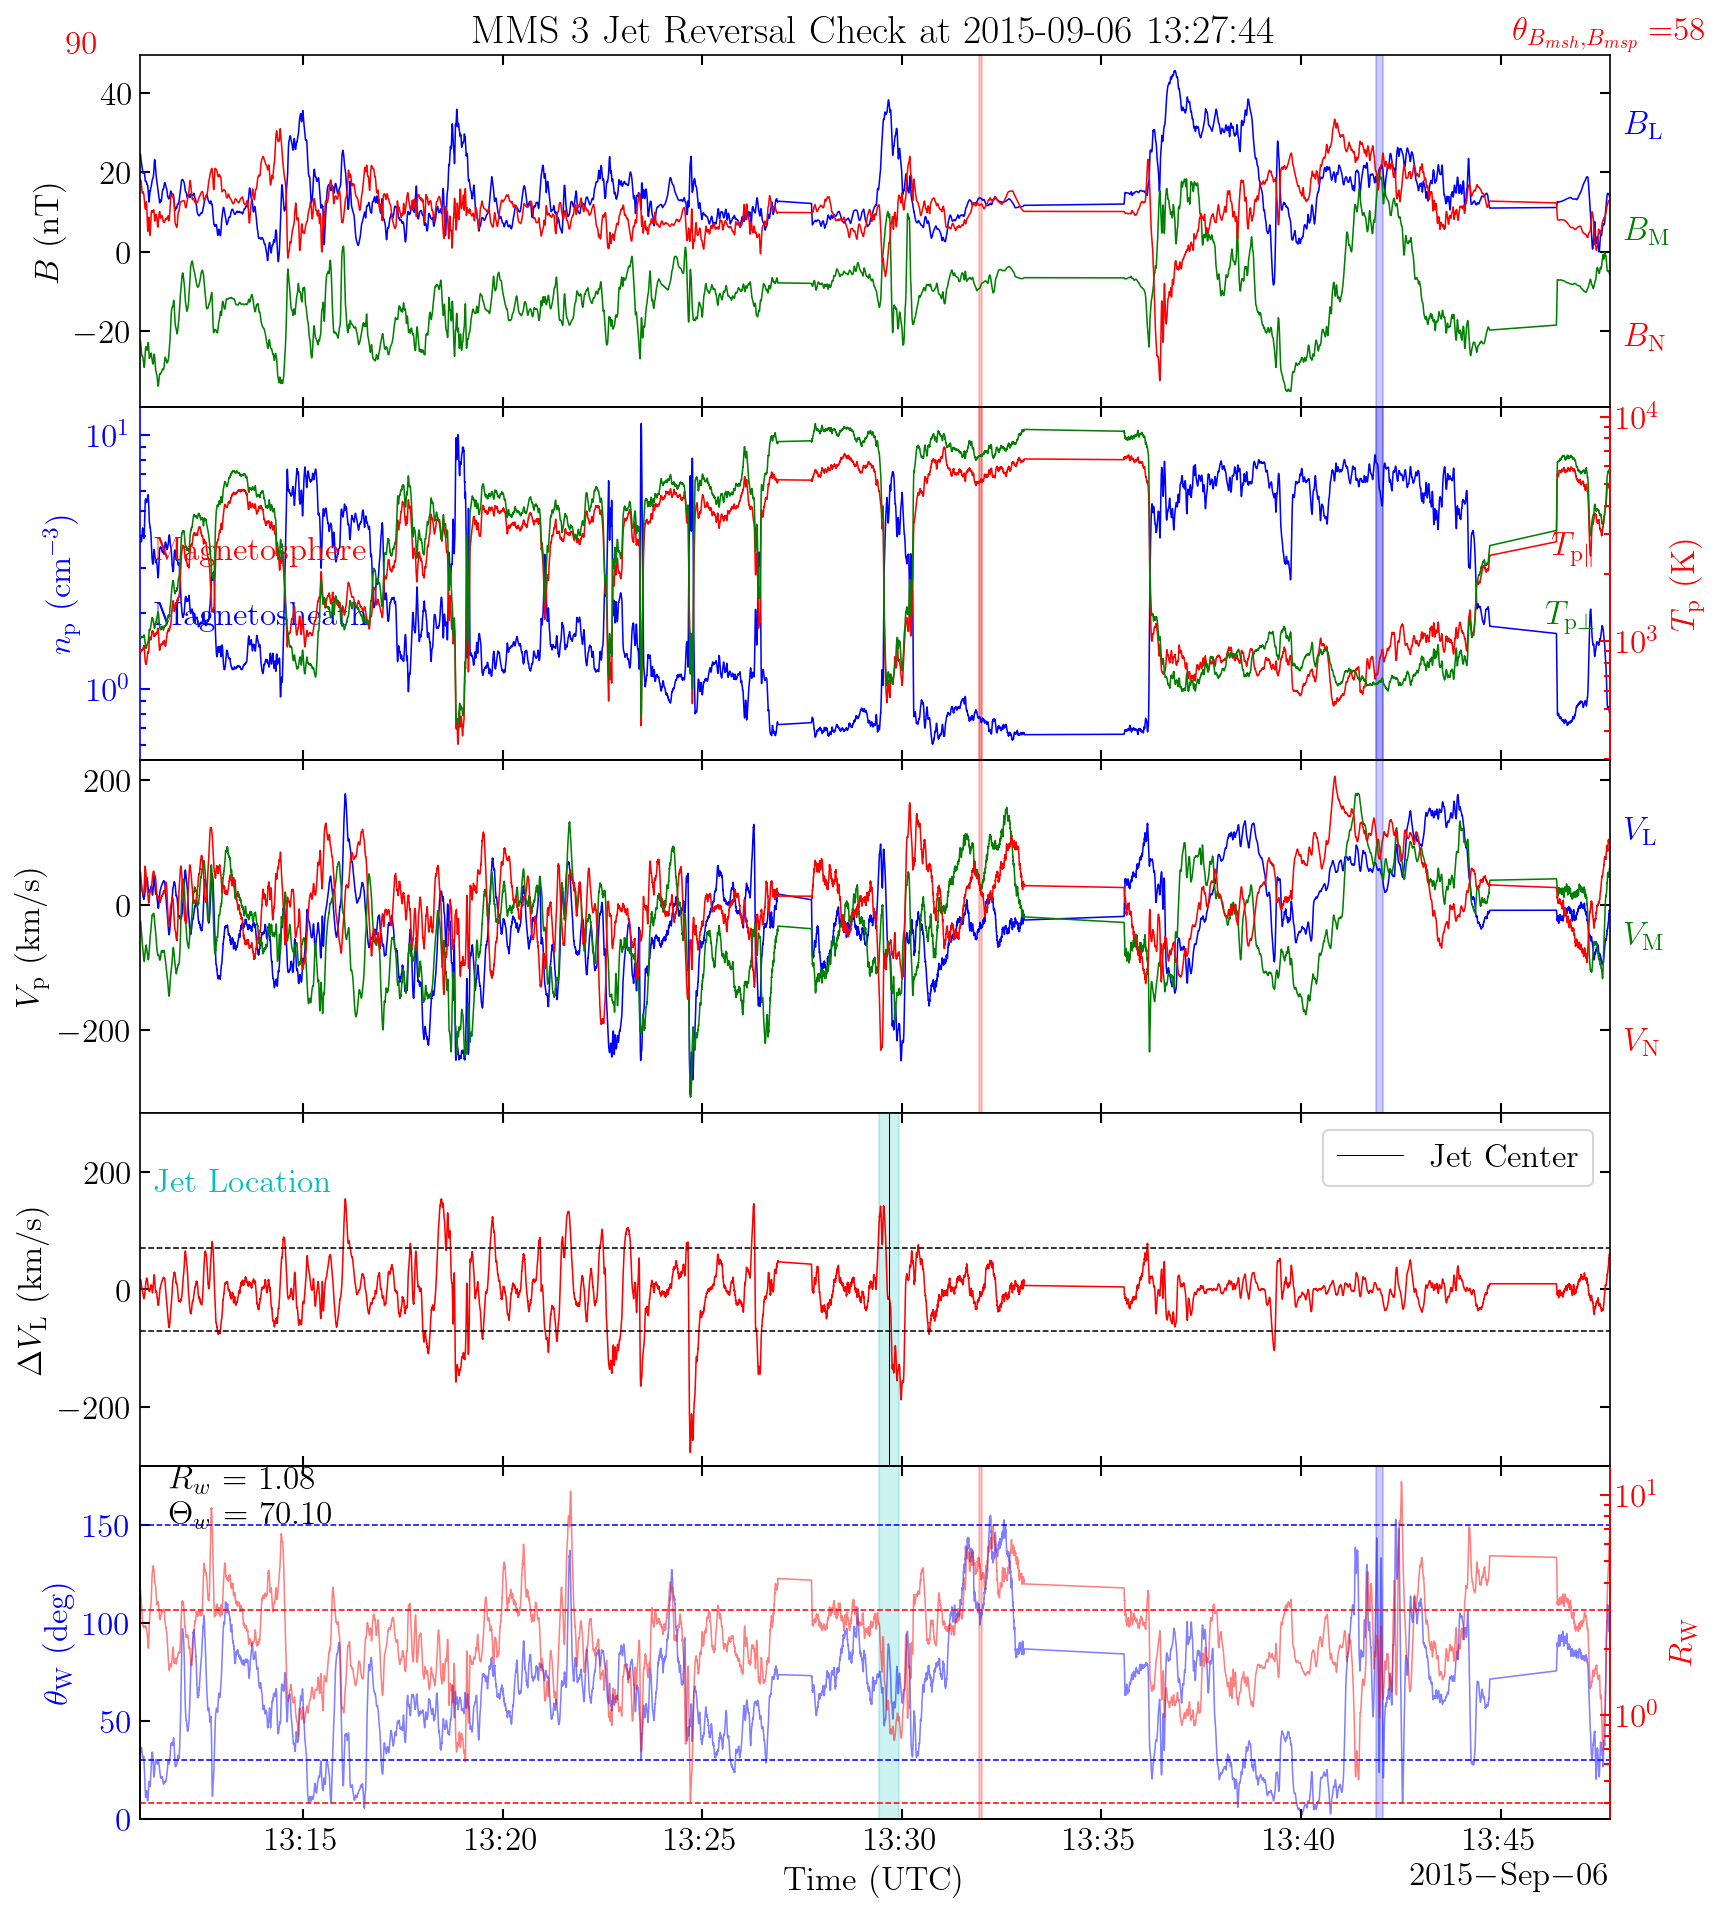 MMS 3 Jet Reversal Check at 2015-09-06 13:27:44
90
θ_{B_{msh},B_{msp}} =58
40
20
0
−20
B (nT)
B_L
B_M
B_N
10^1
10^0
n_p (cm^{−3})
Magnetosphere
Magnetosheath
10^4
10^3
T_p (K)
T_{p∥}
T_{p⊥}
200
0
−200
V_p (km/s)
V_L
V_M
V_N
200
0
−200
ΔV_L (km/s)
Jet Location
Jet Center
R_w = 1.08
Θ_w = 70.10
150
100
50
0
θ_W (deg)
10^1
10^0
R_W
13:15 13:20 13:25 13:30 13:35 13:40 13:45
Time (UTC)
2015−Sep−06